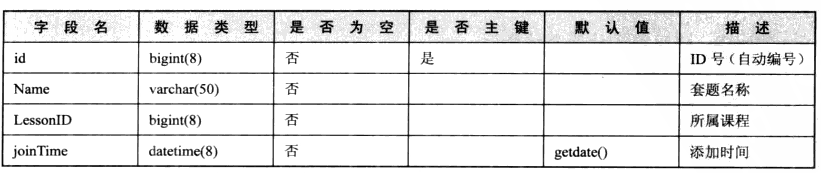 字段名 数据类型 是否为空 是否主键 默认值 描述
id bigint(8) 否 是 ID 号（自动编号）
Name varchar(50) 否 套题名称
LessonID bigint(8) 否 所属课程
joinTime datetime(8) 否 getdate() 添加时间